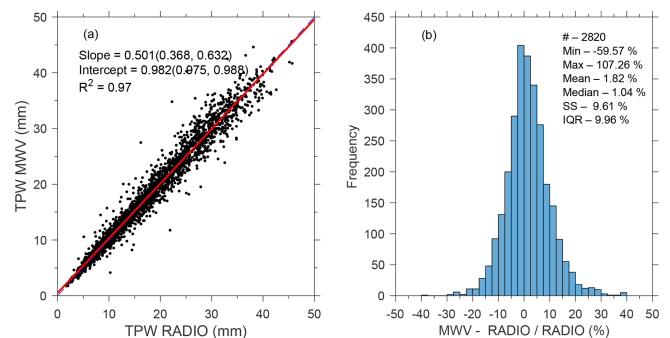 (a)
Slope = 0.501(0.368, 0.632)
Intercept = 0.982(0.975, 0.988)
R² = 0.97
50
40
30
20
10
0
TPW MWV (mm)
0 10 20 30 40 50
TPW RADIO (mm)
(b)
# – 2820
Min – -59.57 %
Max – 107.26 %
Mean – 1.82 %
Median – 1.04 %
SS – 9.61 %
IQR – 9.96 %
450
400
350
300
250
200
150
100
50
0
Frequency
-50 -40 -30 -20 -10 0 10 20 30 40 50
MWV - RADIO / RADIO (%)